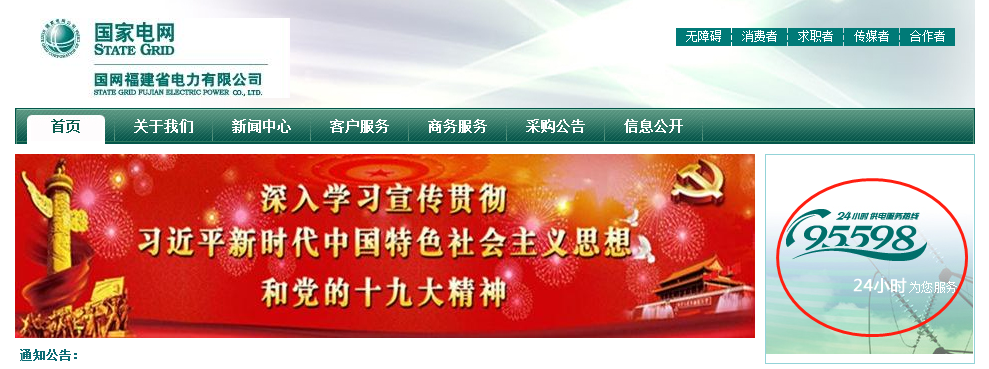 国家电网
STATE GRID
国网福建省电力有限公司
STATE GRID FUJIAN ELECTRIC POWER CO., LTD.
无障碍 消费者 求职者 传媒者 合作者
首页 关于我们 新闻中心 客户服务 商务服务 采购公告 信息公开
深入学习宣传贯彻
习近平新时代中国特色社会主义思想
和党的十九大精神
24小时 供电服务热线
95598
24小时 为您服务
通知公告：